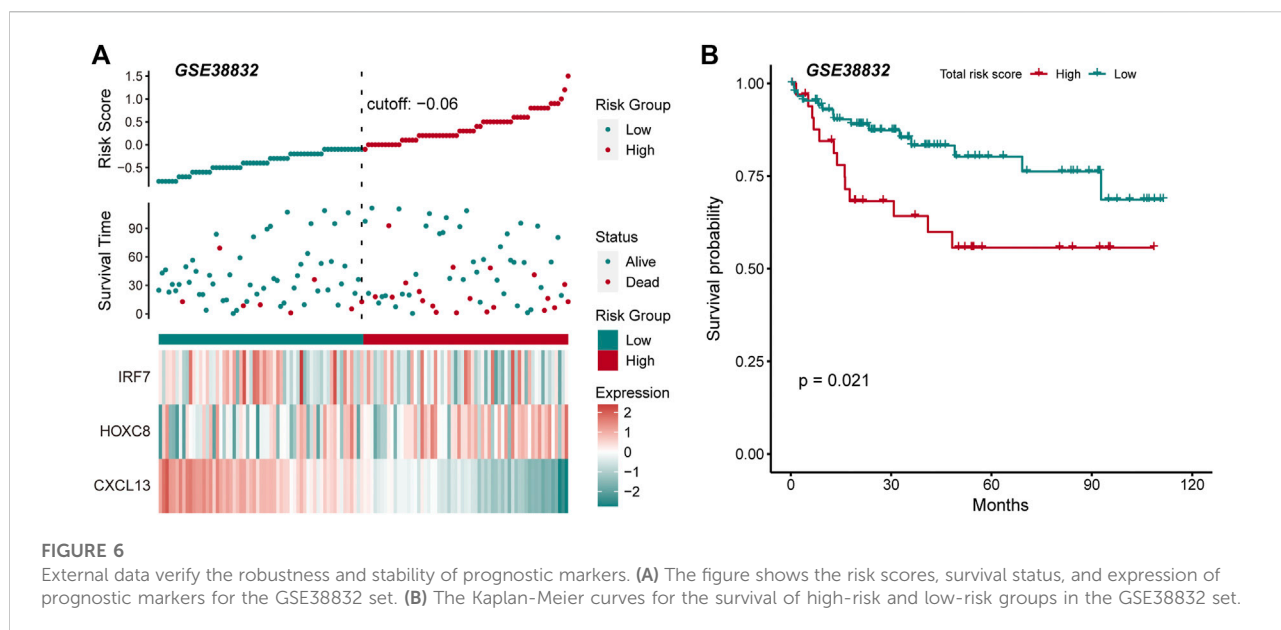 A
GSE38832
Risk Score
1.5
1.0
0.5
0.0
−0.5
cutoff: −0.06
Risk Group
Low
High
Survival Time
90
60
30
0
Status
Alive
Dead
Risk Group
Low
High
IRF7
HOXC8
CXCL13
Expression
2
1
0
−1
−2
B
GSE38832
Total risk score High Low
Survival probability
1.00
0.75
0.50
0.25
0.00
p = 0.021
0 30 60 90 120
Months
FIGURE 6
External data verify the robustness and stability of prognostic markers. (A) The figure shows the risk scores, survival status, and expression of
prognostic markers for the GSE38832 set. (B) The Kaplan-Meier curves for the survival of high-risk and low-risk groups in the GSE38832 set.